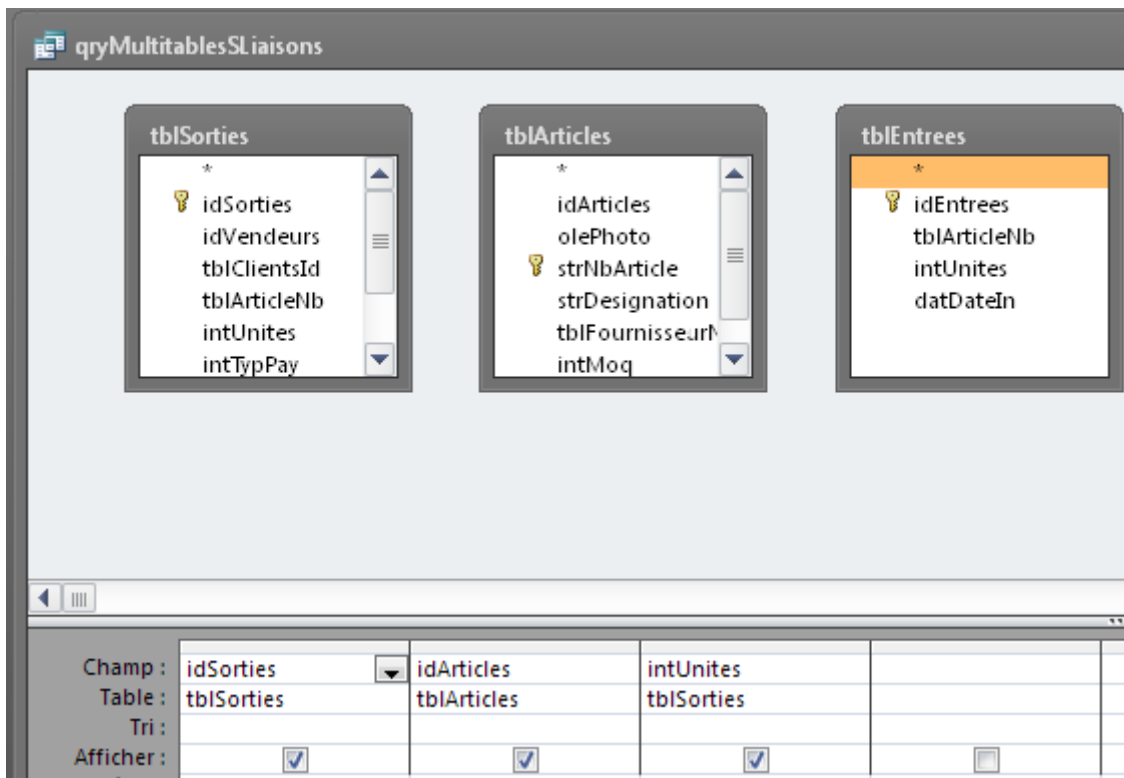 qryMultitablesSLiaisons
tblSorties
*
idSorties
idVendeurs
tblClientsId
tblArticleNb
intUnites
intTypPay
tblArticles
*
idArticles
olePhoto
strNbArticle
strDesignation
tblFournisseurN
intMoq
tblEntrees
*
idEntrees
tblArticleNb
intUnites
datDateIn
Champ : idSorties idArticles intUnites
Table : tblSorties tblArticles tblSorties
Tri :
Afficher :